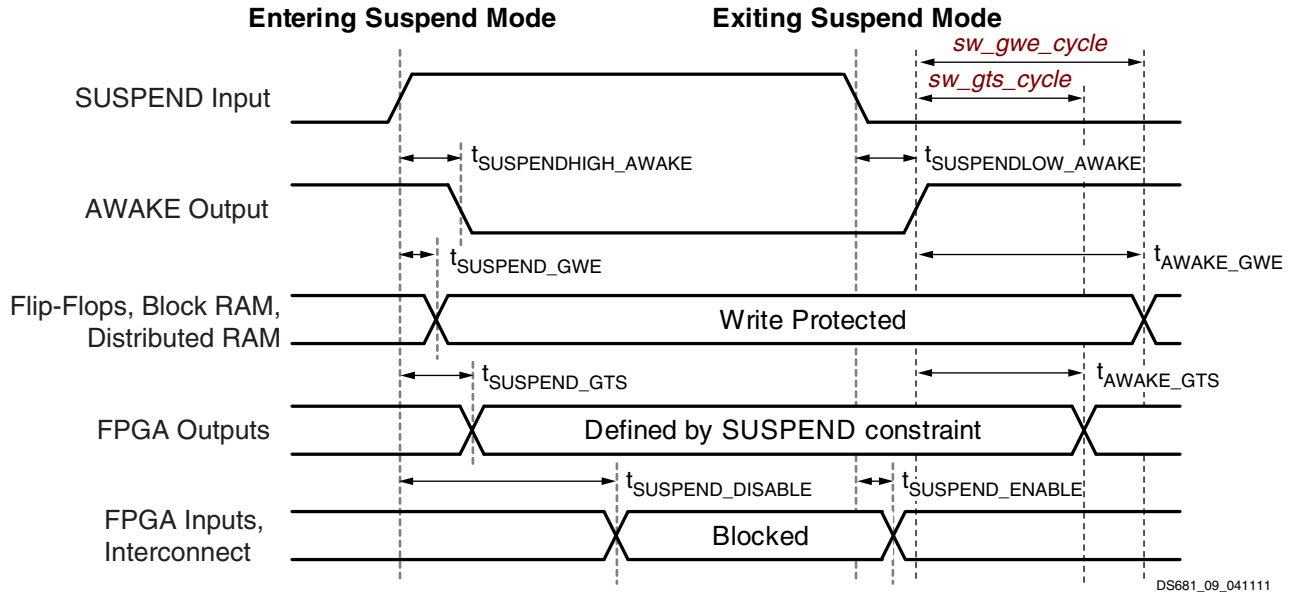 Entering Suspend Mode
Exiting Suspend Mode
sw_gwe_cycle
sw_gts_cycle
SUSPEND Input
tSUSPENDHIGH_AWAKE
tSUSPENDLOW_AWAKE
AWAKE Output
tSUSPEND_GWE
tAWAKE_GWE
Flip-Flops, Block RAM,
Distributed RAM
Write Protected
tSUSPEND_GTS
tAWAKE_GTS
FPGA Outputs
Defined by SUSPEND constraint
tSUSPEND_DISABLE
tSUSPEND_ENABLE
FPGA Inputs,
Interconnect
Blocked
DS681_09_041111